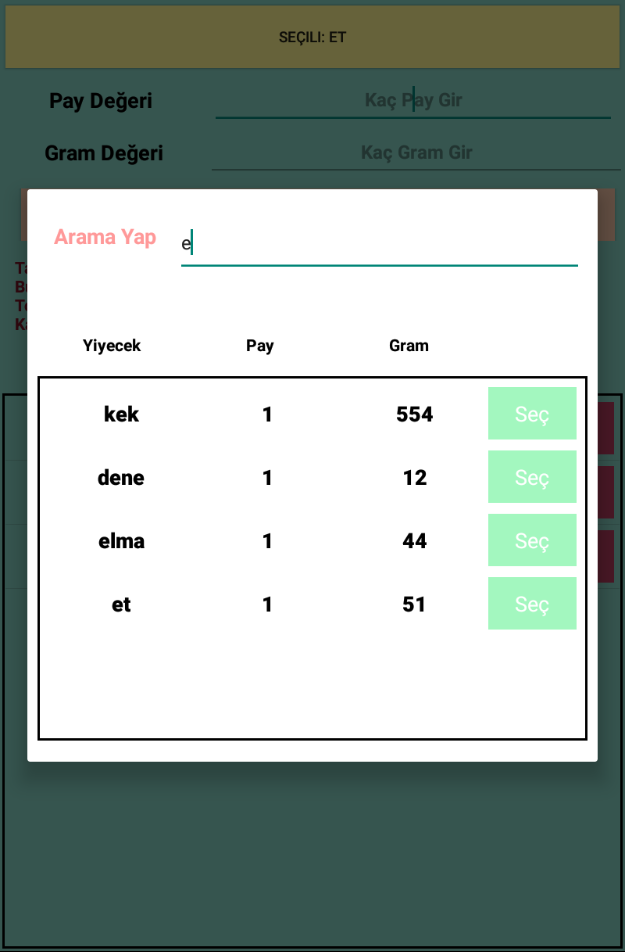 SEÇILI: ET
Pay Değeri Kaç Pay Gir
Gram Değeri Kaç Gram Gir
Arama Yap e
Yiyecek Pay Gram
kek 1 554 Seç
dene 1 12 Seç
elma 1 44 Seç
et 1 51 Seç